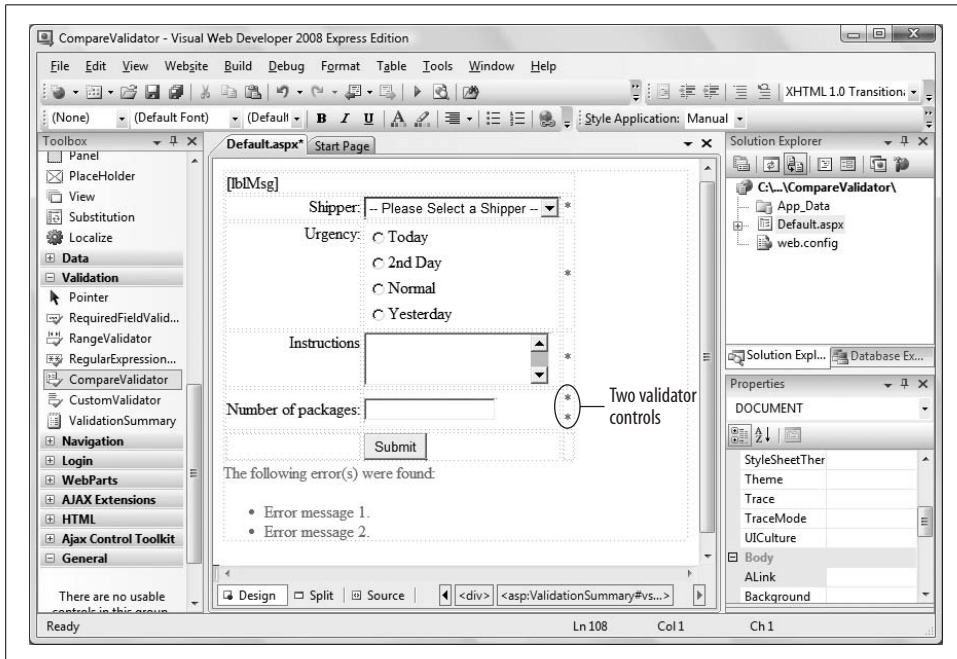 CompareValidator - Visual Web Developer 2008 Express Edition
File Edit View Website Build Debug Format Table Tools Window Help
XHTML 1.0 Transition:
(None) (Default Font) (Default B I U A Style Application: Manual
Toolbox
Panel
PlaceHolder
View
Substitution
Localize
Data
Validation
Pointer
RequiredFieldValid...
RangeValidator
RegularExpression...
CompareValidator
CustomValidator
ValidationSummary
Navigation
Login
WebParts
AJAX Extensions
HTML
Ajax Control Toolkit
General
There are no usable
controls in this group
Default.aspx* Start Page
[lblMsg]
Shipper: -- Please Select a Shipper -- *
Urgency: Today
2nd Day
*
Normal
Yesterday
Instructions
*
Number of packages: *
*
Two validator
controls
Submit
The following error(s) were found:
• Error message 1.
• Error message 2.
Design Split Source <div> <asp:ValidationSummary#vs...>
Solution Explorer
C:\...\CompareValidator\
App_Data
Default.aspx
web.config
Solution Expl... Database Ex...
Properties
DOCUMENT
StyleSheetTher
Theme
Trace
TraceMode
UICulture
Body
ALink
Background
Ready Ln 108 Col 1 Ch 1